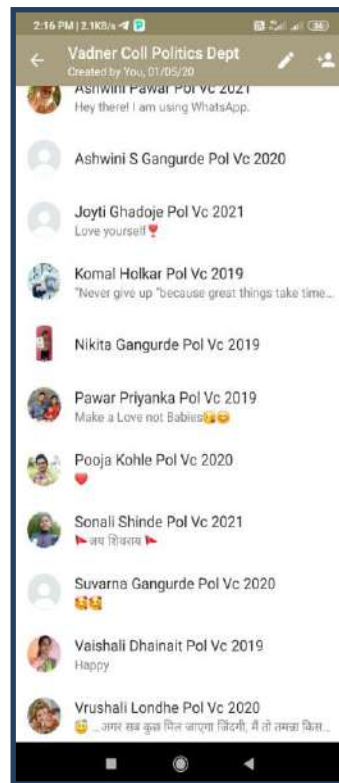 2:16 PM | 2.1KB/s
Vadner Coll Politics Dept
Created by You, 01/05/20
Ashwini Pawar Pol Vc 2021
Hey there! I am using WhatsApp.
Ashwini S Gangurde Pol Vc 2020
Joyti Ghadoje Pol Vc 2021
Love yourself❣️
Komal Holkar Pol Vc 2019
"Never give up "because great things take time...
Nikita Gangurde Pol Vc 2019
Pawar Priyanka Pol Vc 2019
Make a Love not Babies😘😊
Pooja Kohle Pol Vc 2020
❤️
Sonali Shinde Pol Vc 2021
🚩जय शिवराय 🚩
Suvarna Gangurde Pol Vc 2020
🥰🥰
Vaishali Dhainait Pol Vc 2019
Happy
Vrushali Londhe Pol Vc 2020
😇 ... अगर सब कुछ मिल जाएगा जिंदगी, मैं तो तमन्ना किस...